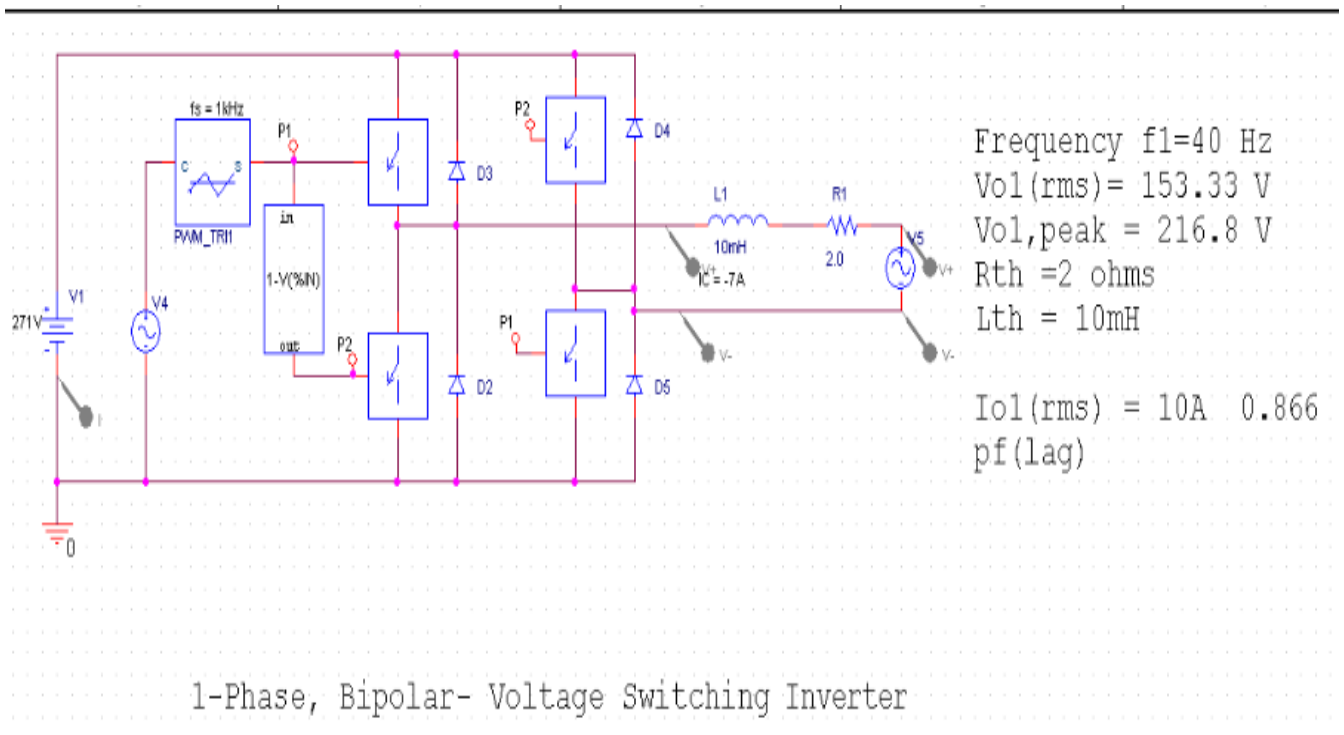 fs = 1kHz
P1
C
S
PWM_TRI1
in
1-V(%IN)
out
P2
V1
271V
V4
D3
D2
P2
D4
P1
D5
L1
10mH
IC = -7A
R1
2.0
V5
V+
V-
V+
V-
0
Frequency f1=40 Hz
Vo1(rms)= 153.33 V
Vo1,peak = 216.8 V
Rth =2 ohms
Lth = 10mH
Io1(rms) = 10A 0.866
pf(lag)
1-Phase, Bipolar- Voltage Switching Inverter